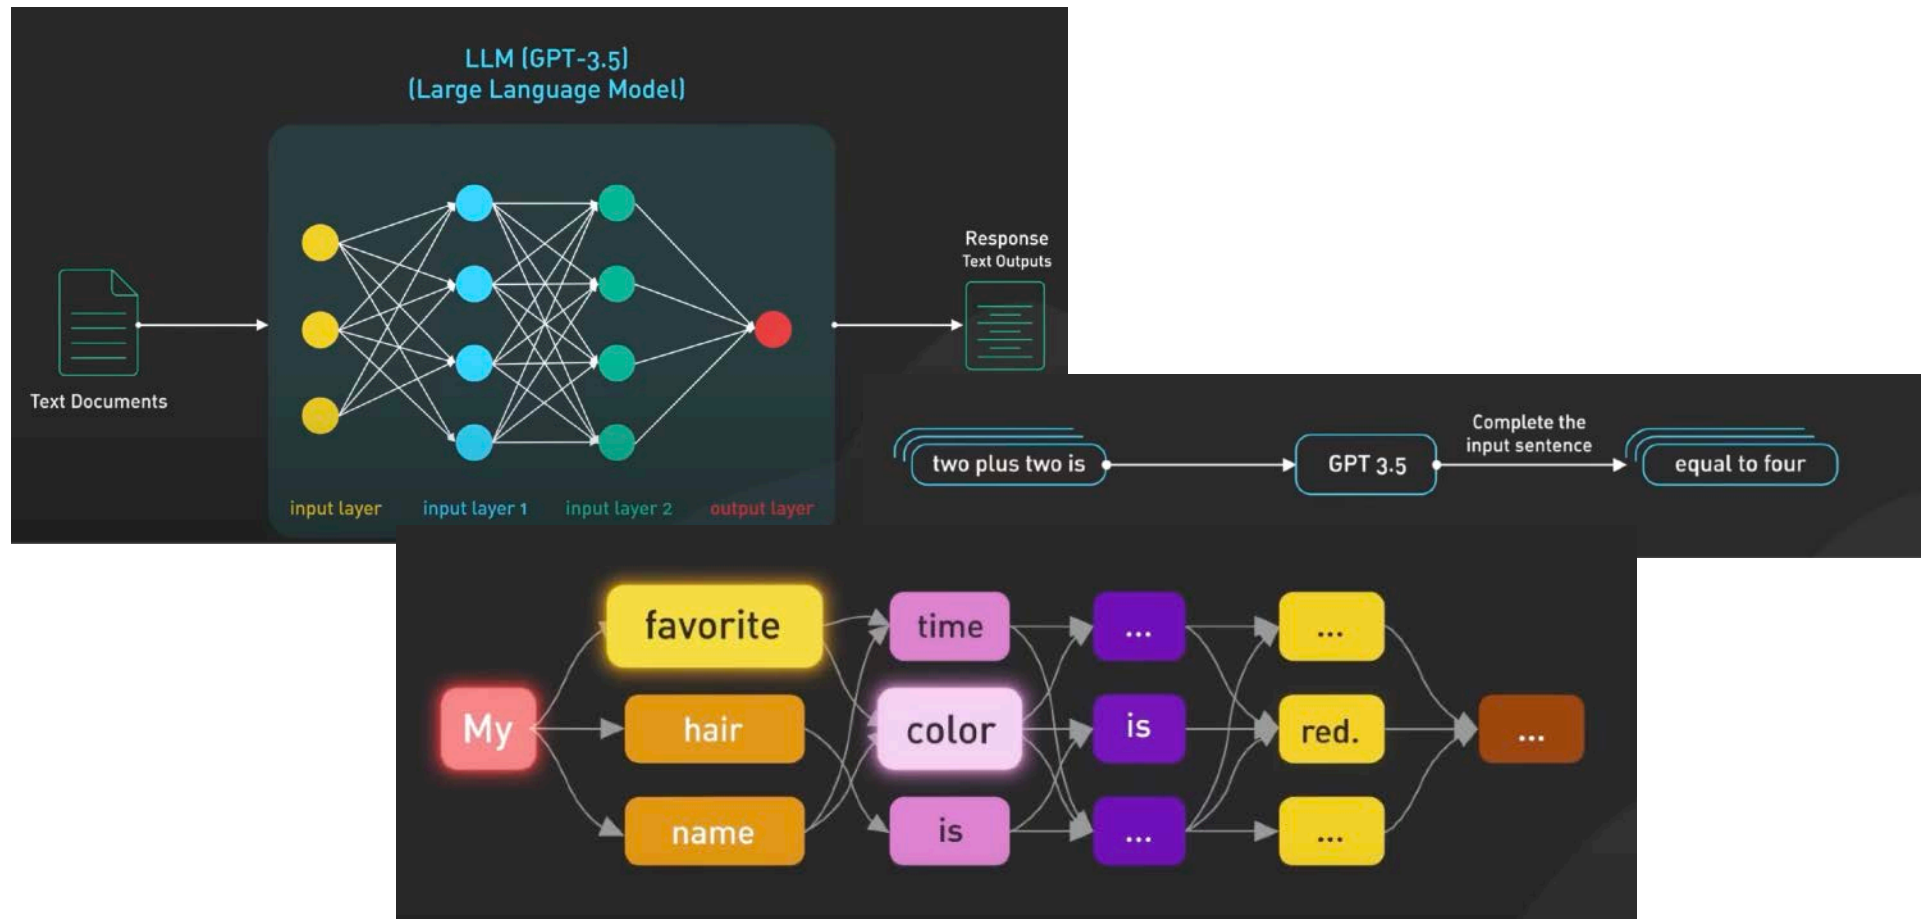 LLM (GPT-3.5)
(Large Language Model)
Text Documents
input layer
input layer 1
input layer 2
output layer
Response
Text Outputs
two plus two is
GPT 3.5
Complete the
input sentence
equal to four
My
favorite
hair
name
time
color
is
...
is
...
...
red.
...
...